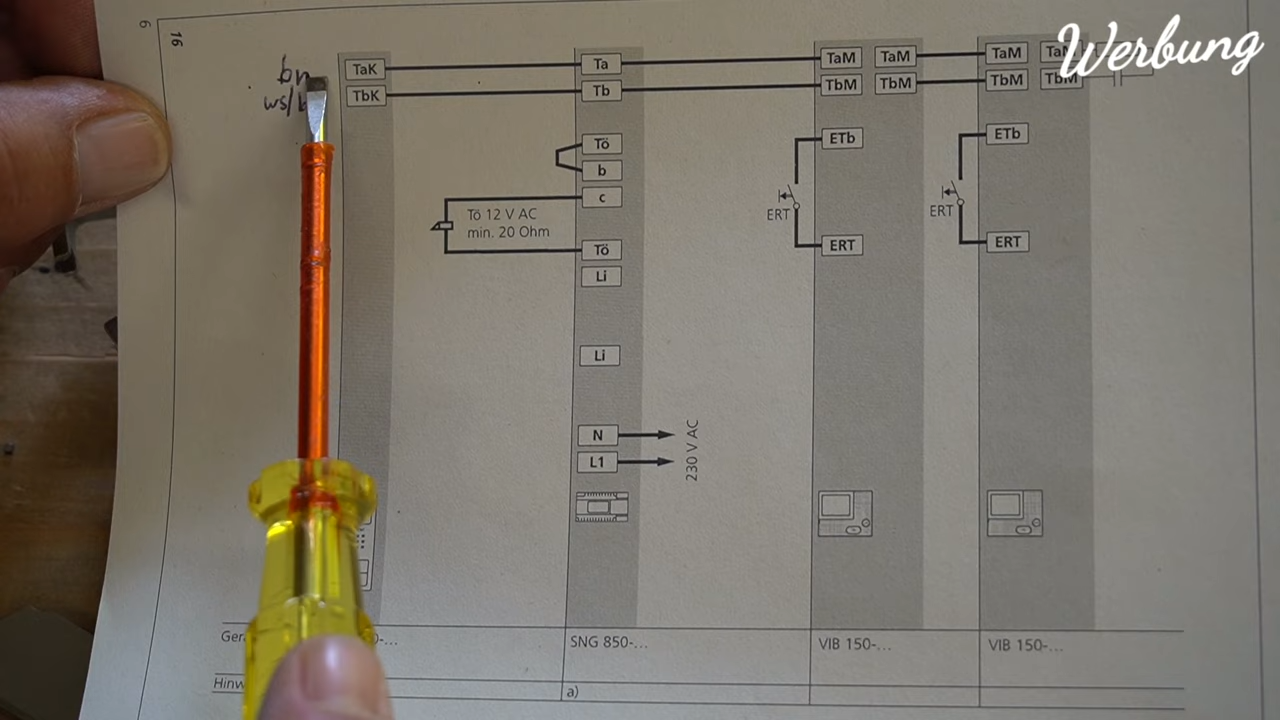 Werbung
16
6
TaK
TbK
Ta
Tb
Tö
b
c
Tö
Li
Li
N
L1
Tö 12 V AC
min. 20 Ohm
230 V AC
TaM TaM
TbM TbM
ETb
ERT
ERT
TaM
TbM TbM
ETb
ERT
ERT
SNG 850-...
VIB 150-...
VIB 150-...
a)